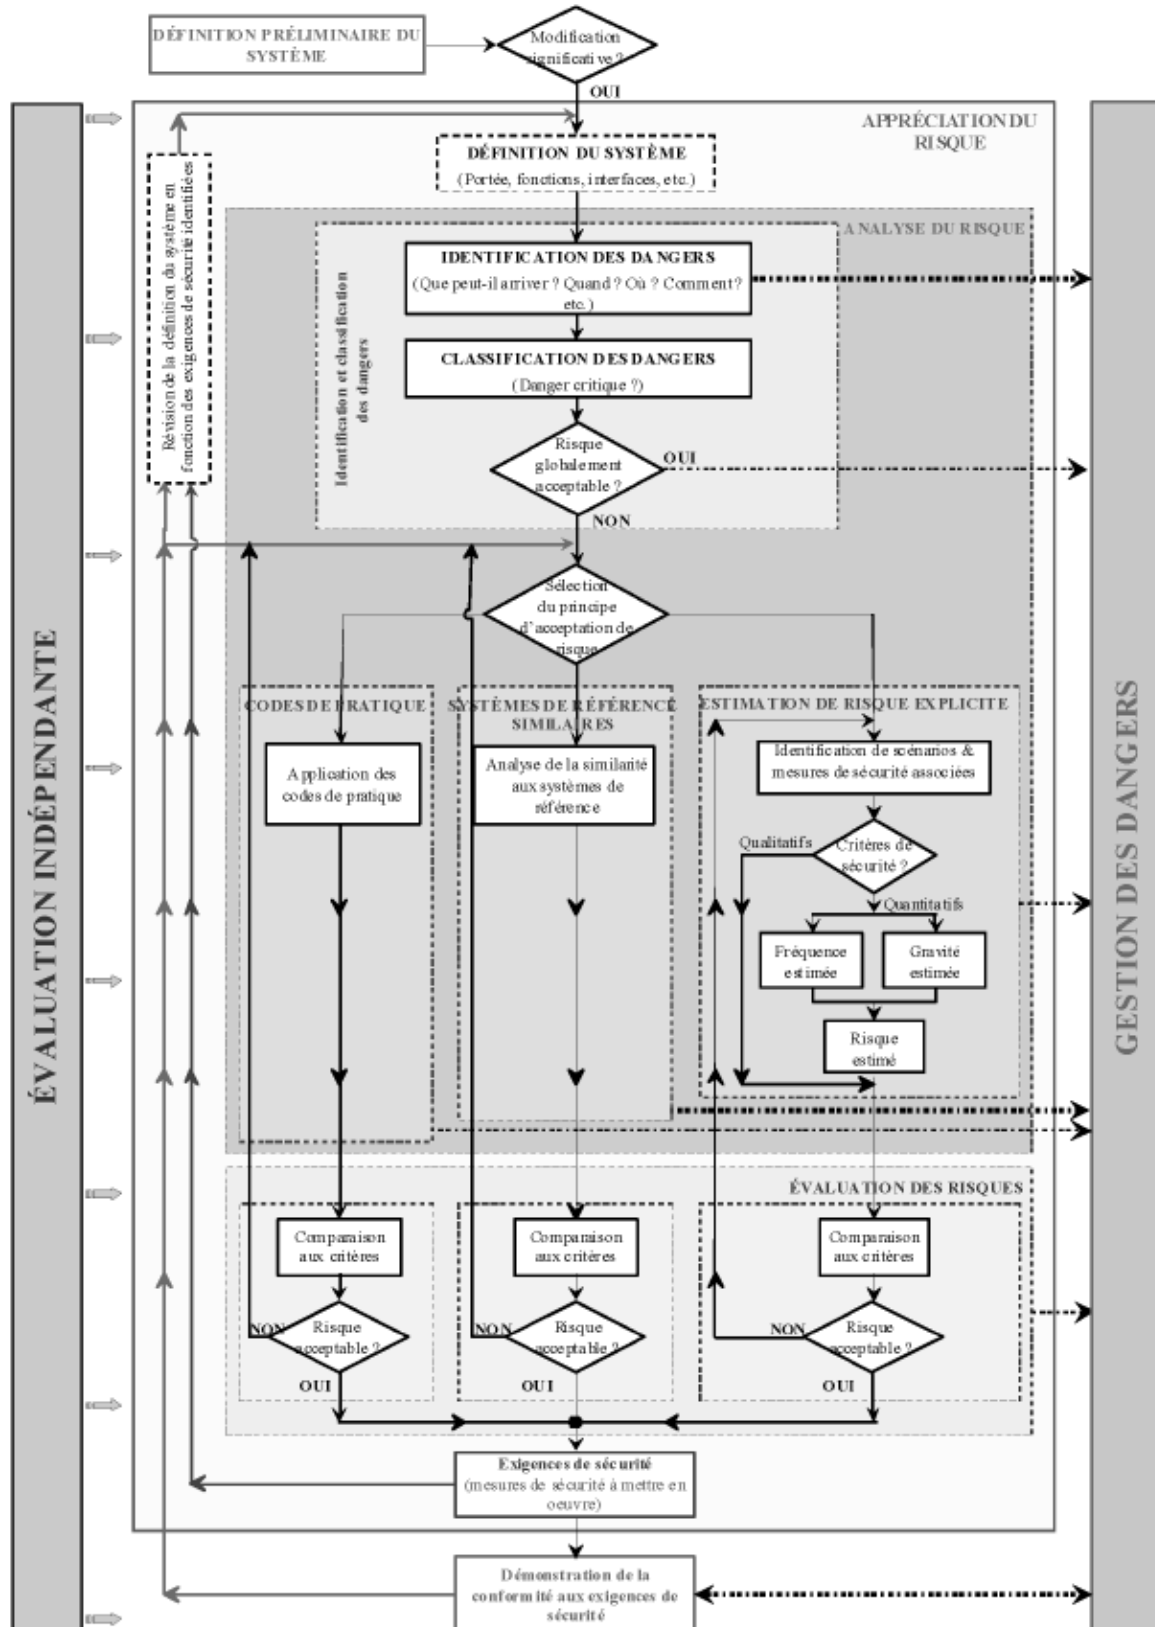 DÉFINITION PRÉLIMINAIRE DU
SYSTÈME
Modification
significative ?
OUI
APPRÉCIATION DU
RISQUE
DÉFINITION DU SYSTÈME
(Portée, fonctions, interfaces, etc.)
Révision de la définition du système en
fonction des exigences de sécurité identifiées
ANALYSE DU RISQUE
Identification et classification
des dangers
IDENTIFICATION DES DANGERS
(Que peut-il arriver ? Quand ? Où ? Comment ?
etc.)
CLASSIFICATION DES DANGERS
(Danger critique ?)
Risque
globalement
acceptable ?
OUI
NON
Sélection
du principe
d'acceptation de
risque
CODES DE PRATIQUE
SYSTÈMES DE RÉFÉRENCE
SIMILAIRES
ESTIMATION DE RISQUE EXPLICITE
Application des
codes de pratique
Analyse de la similarité
aux systèmes de
référence
Identification de scénarios &
mesures de sécurité associées
Qualitatifs
Critères de
sécurité ?
Quantitatifs
Fréquence
estimée
Gravité
estimée
Risque
estimé
ÉVALUATION DES RISQUES
Comparaison
aux critères
Comparaison
aux critères
Comparaison
aux critères
NON
Risque
acceptable ?
NON
Risque
acceptable ?
NON
Risque
acceptable ?
OUI
OUI
OUI
Exigences de sécurité
(mesures de sécurité à mettre en
oeuvre)
Démonstration de la
conformité aux exigences de
sécurité
ÉVALUATION INDÉPENDANTE
GESTION DES DANGERS